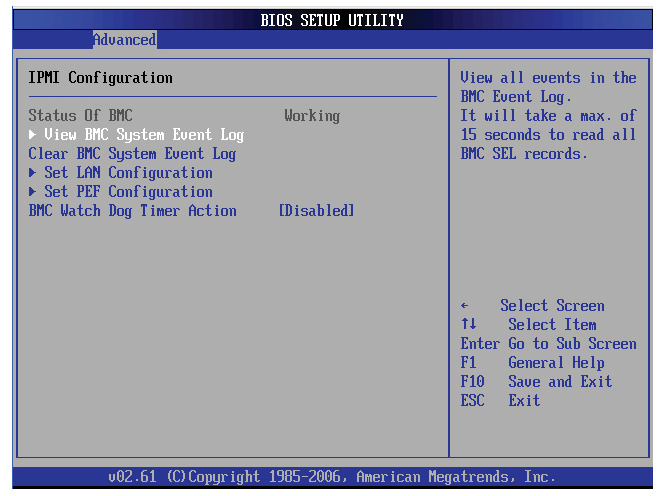 BIOS SETUP UTILITY
Advanced
IPMI Configuration
Status Of BMC Working
▶ View BMC System Event Log
Clear BMC System Event Log
▶ Set LAN Configuration
▶ Set PEF Configuration
BMC Watch Dog Timer Action [Disabled]
View all events in the
BMC Event Log.
It will take a max. of
15 seconds to read all
BMC SEL records.
← Select Screen
↑↓ Select Item
Enter Go to Sub Screen
F1 General Help
F10 Save and Exit
ESC Exit
v02.61 (C)Copyright 1985-2006, American Megatrends, Inc.